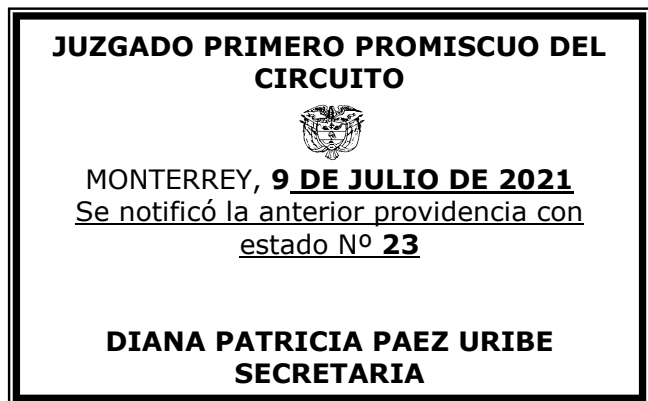 JUZGADO PRIMERO PROMISCUO DEL
CIRCUITO
MONTERREY, 9 DE JULIO DE 2021
Se notificó la anterior providencia con
estado Nº 23
DIANA PATRICIA PAEZ URIBE
SECRETARIA